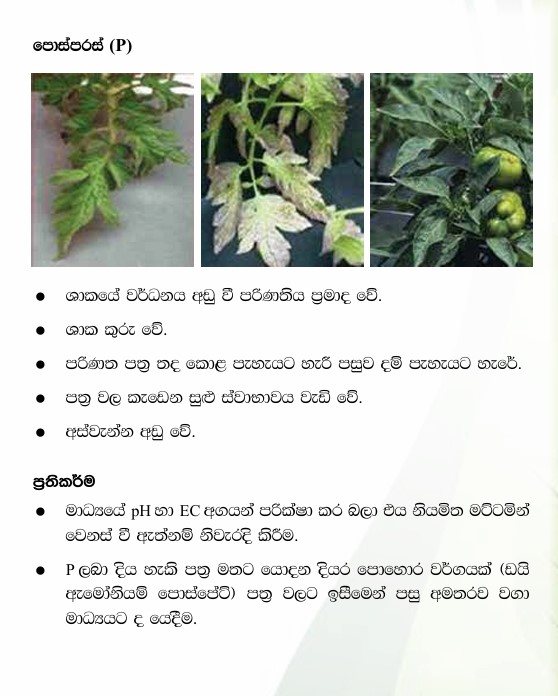 පොස්පරස් (P)
● ශාකයේ වර්ධනය අඩු වී පරිණතිය ප්‍රමාද වේ.
● ශාක කුරු වේ.
● පරිණත පත්‍ර තද කොළ පැහැයට හැරී පසුව දම් පැහැයට හැරේ.
● පත්‍ර වල කැඩෙන සුළු ස්වාභාවය වැඩි වේ.
● අස්වැන්න අඩු වේ.
ප්‍රතිකර්ම
● මාධ්‍යයේ pH හා EC අගයන් පරික්ෂා කර බලා එය නියමිත මට්ටමින්
වෙනස් වී ඇත්නම් නිවැරදි කිරීම.
● P ලබා දිය හැකි පත්‍ර මතට යොදන දියර පොහොර වර්ගයක් (ඩයි
ඇමෝනියම් පොස්පේට්) පත්‍ර වලට ඉසීමෙන් පසු අමතරව වගා
මාධ්‍යයට ද යෙදීම.